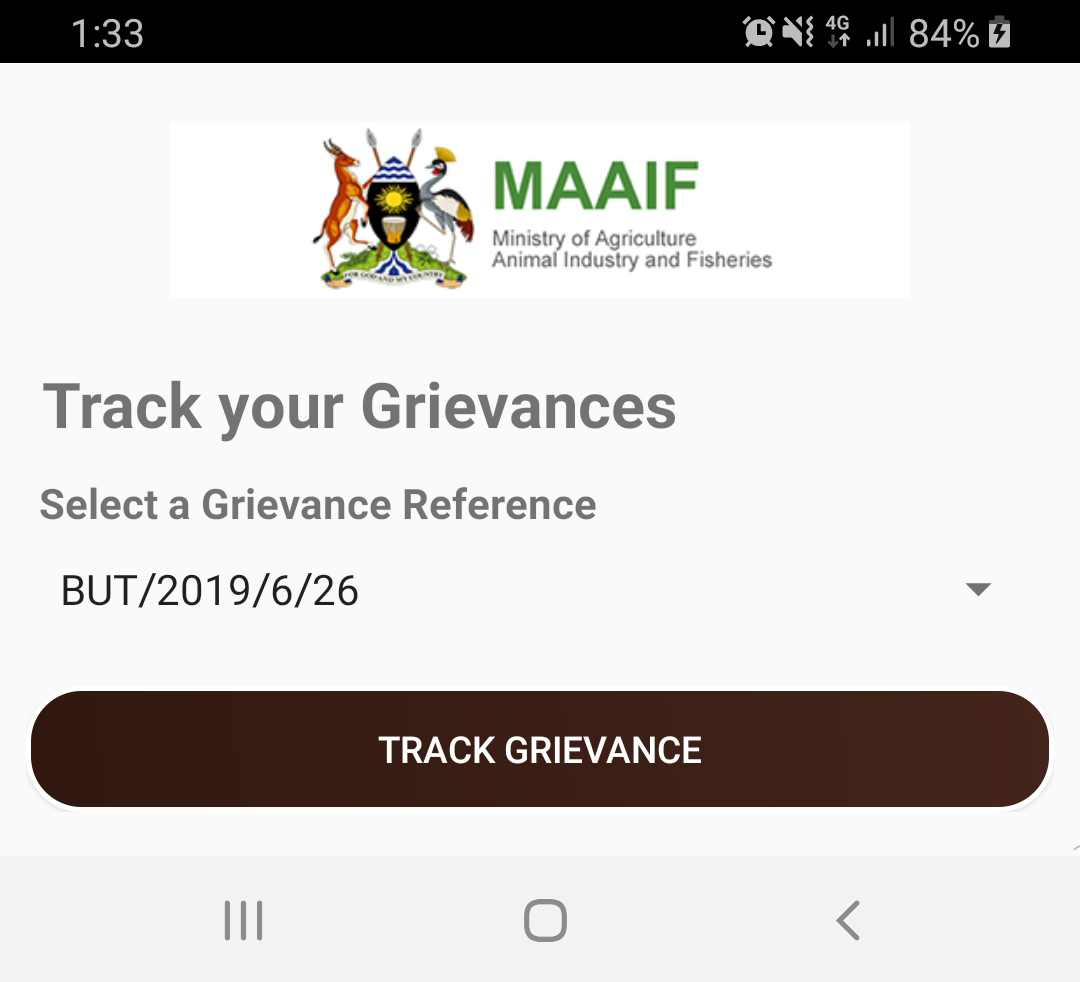 1:33
4G
84%
MAAIF
Ministry of Agriculture
Animal Industry and Fisheries
FOR GOD AND MY COUNTRY
Track your Grievances
Select a Grievance Reference
BUT/2019/6/26
TRACK GRIEVANCE